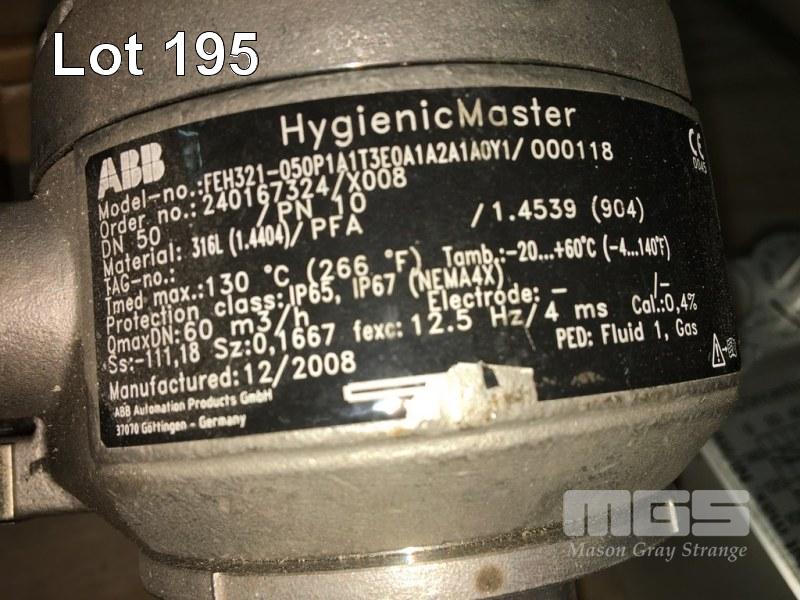 Lot 195
HygienicMaster
ABB
CE
0045
Model-no.:FEH321-050P1A1T3E0A1A2A1A0Y1/ 000118
Order no.:240167324/X008
DN 50 /PN 10 /1.4539 (904)
Material: 316L (1.4404)/PFA
TAG-no.: Tamb.:-20...+60°C (-4...140°F)
Tmed max.:130 °C (266 °F)
Protection class:IP65, IP67 (NEMA4X) Electrode: - /-
QmaxDN:60 m3/h fexc: 12.5 Hz/4 ms Cal.:0,4%
Ss:-111,18 Sz:0,1667 PED: Fluid 1, Gas
Manufactured:12/2008
ABB Automation Products GmbH
37070 Göttingen - Germany
MGS
Mason Gray Strange